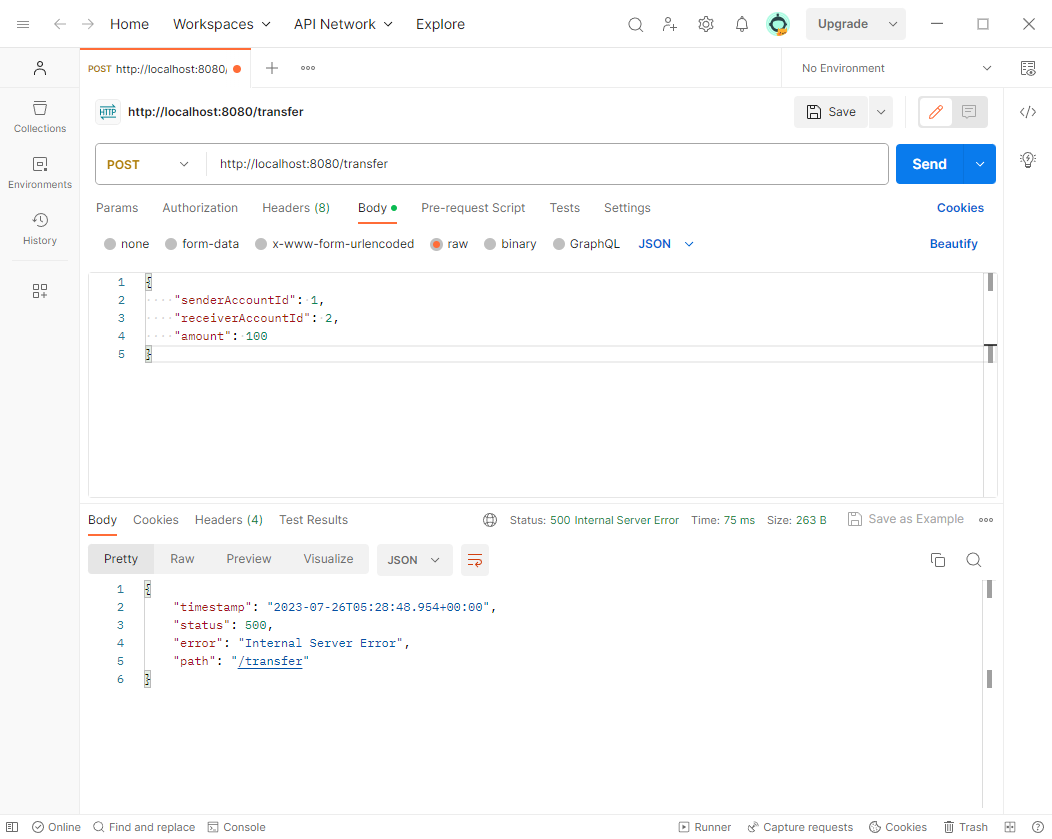 Home Workspaces API Network Explore Upgrade
POST http://localhost:8080/ No Environment
HTTP http://localhost:8080/transfer Save
Collections
POST http://localhost:8080/transfer Send
Environments
Params Authorization Headers (8) Body Pre-request Script Tests Settings Cookies
History
none form-data x-www-form-urlencoded raw binary GraphQL JSON Beautify
1 {
2 "senderAccountId": 1,
3 "receiverAccountId": 2,
4 "amount": 100
5 }
Body Cookies Headers (4) Test Results Status: 500 Internal Server Error Time: 75 ms Size: 263 B Save as Example
Pretty Raw Preview Visualize JSON
1 {
2 "timestamp": "2023-07-26T05:28:48.954+00:00",
3 "status": 500,
4 "error": "Internal Server Error",
5 "path": "/transfer"
6 }
Online Find and replace Console Runner Capture requests Cookies Trash